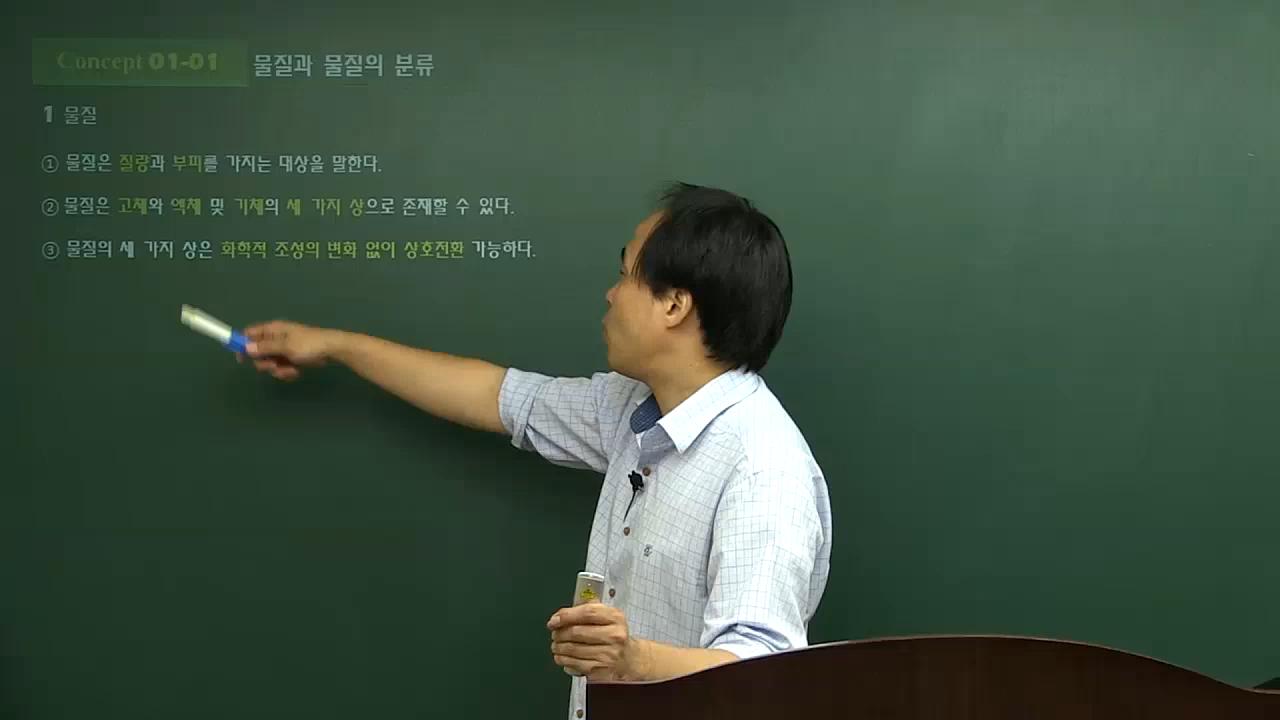 Concept 01-01 물질과 물질의 분류
1 물질
① 물질은 질량과 부피를 가지는 대상을 말한다.
② 물질은 고체와 액체 및 기체의 세 가지 상으로 존재할 수 있다.
③ 물질의 세 가지 상은 화학적 조성의 변화 없이 상호전환 가능하다.